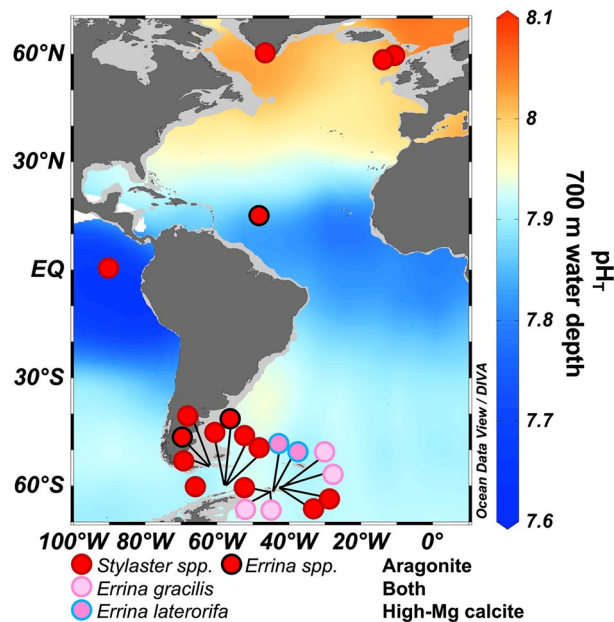 8.1
60°N
8
30°N
7.9
EQ
7.8
30°S
7.7
60°S
7.6
700 m water depth
pHT
Ocean Data View / DIVA
100°W 80°W 60°W 40°W 20°W 0°
Stylaster spp. Errina spp. Aragonite
Errina gracilis Both
Errina laterorifa High-Mg calcite